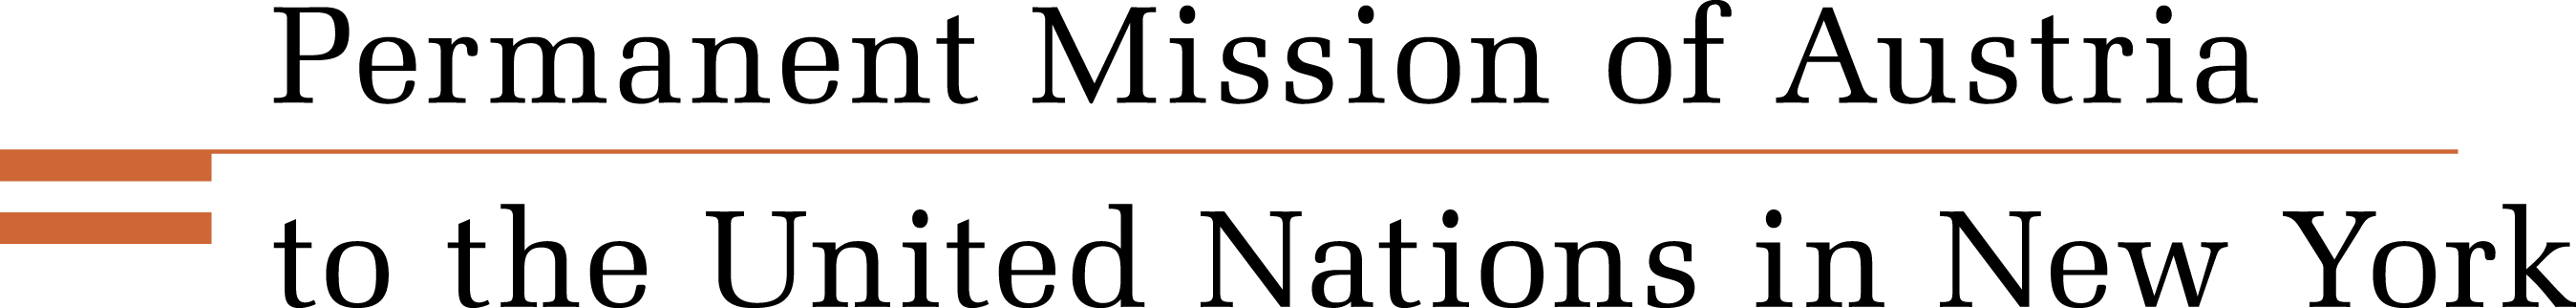 Permanent Mission of Austria
to the United Nations in New York